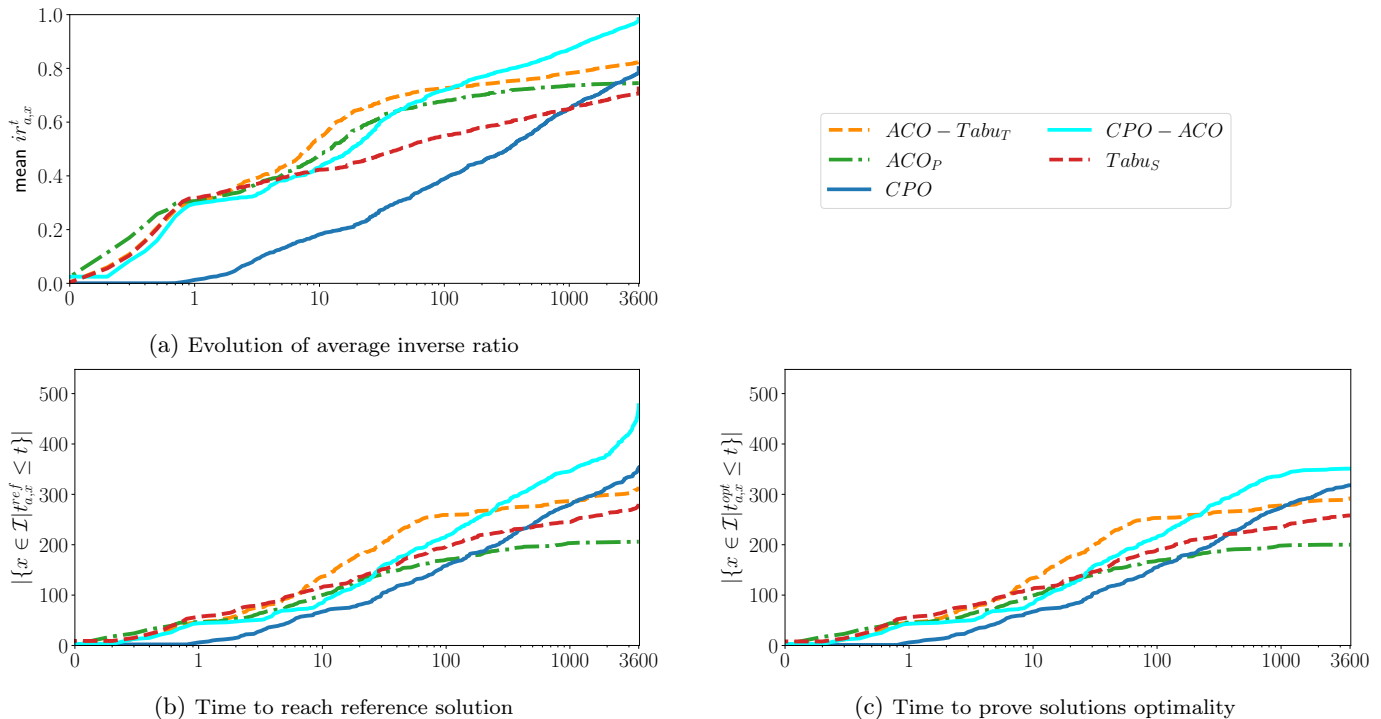 1.0
0.8
0.6
0.4
0.2
0.0
mean $ir^t_{a,x}$
0 1 10 100 1000 3600
(a) Evolution of average inverse ratio
ACO − Tabu_T
ACO_P
CPO
CPO − ACO
Tabu_S
500
400
300
200
100
0
|{x ∈ I|t^{ref}_{a,x} ≤ t}|
0 1 10 100 1000 3600
(b) Time to reach reference solution
500
400
300
200
100
0
|{x ∈ I|t^{opt}_{a,x} ≤ t}|
0 1 10 100 1000 3600
(c) Time to prove solutions optimality